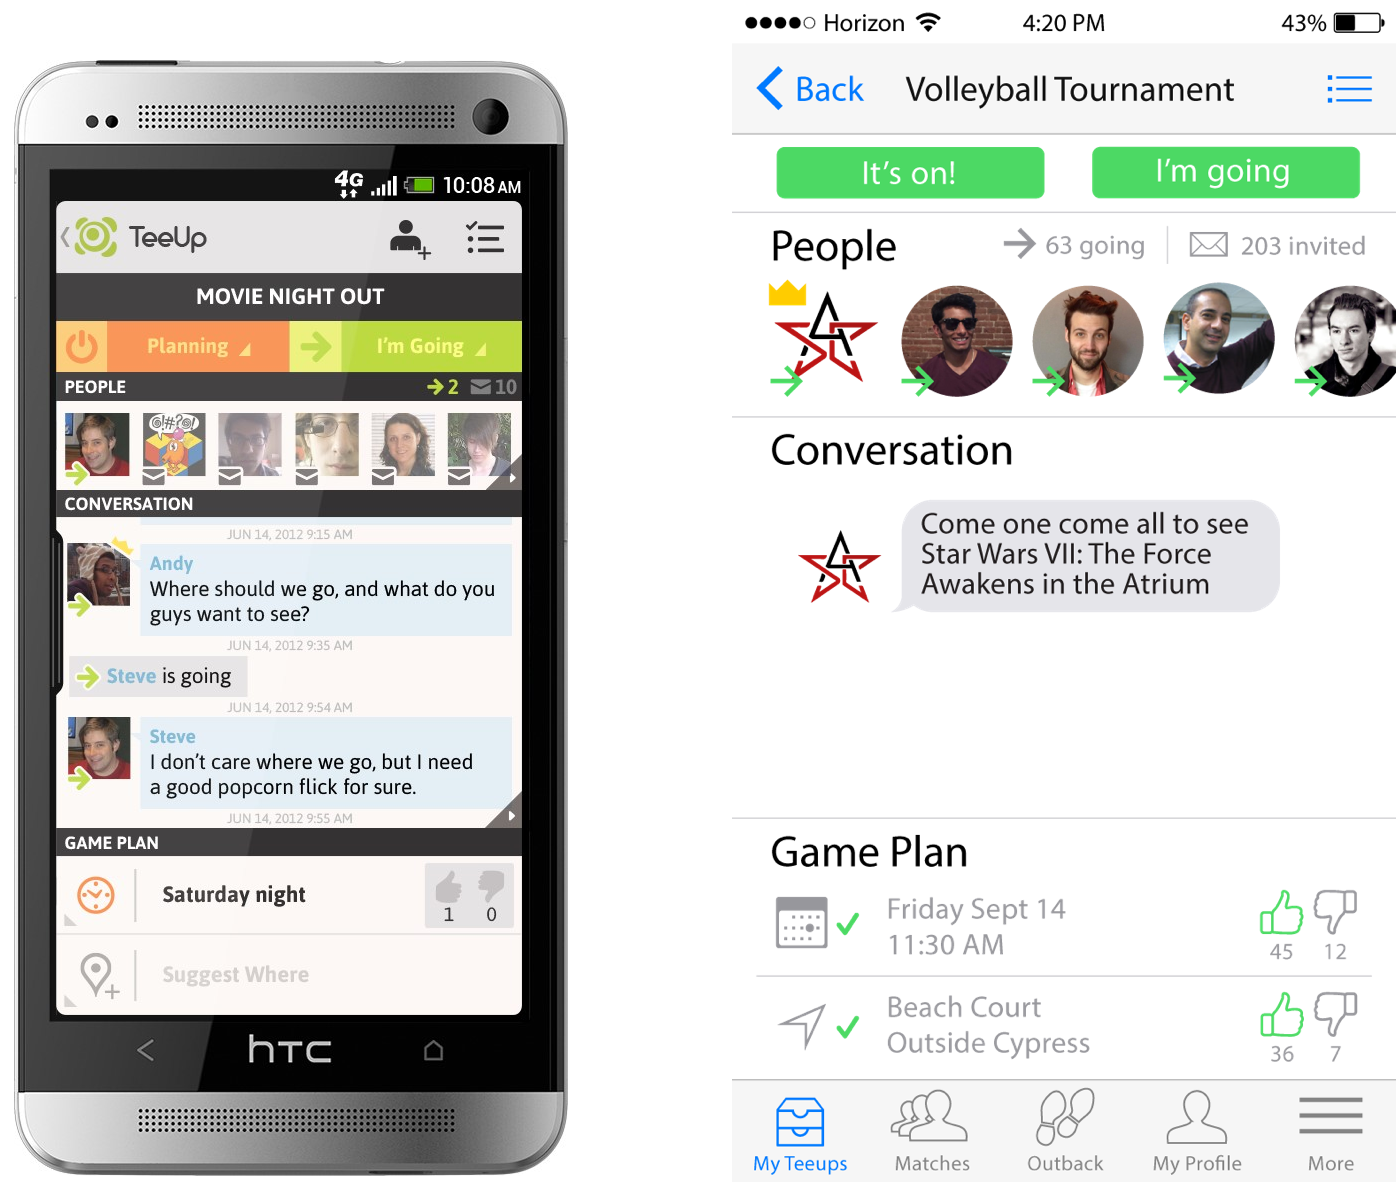 4G
10:08 AM
TeeUp
MOVIE NIGHT OUT
Planning
I'm Going
PEOPLE
2
10
@!#?@!
CONVERSATION
JUN 14, 2012 9:15 AM
Andy
Where should we go, and what do you
guys want to see?
JUN 14, 2012 9:35 AM
Steve is going
JUN 14, 2012 9:54 AM
Steve
I don't care where we go, but I need
a good popcorn flick for sure.
JUN 14, 2012 9:55 AM
GAME PLAN
Saturday night
1 0
Suggest Where
hTC
Horizon 4:20 PM 43%
Back Volleyball Tournament
It's on! I'm going
People 63 going 203 invited
Conversation
Come one come all to see
Star Wars VII: The Force
Awakens in the Atrium
Game Plan
Friday Sept 14
11:30 AM
45 12
Beach Court
Outside Cypress
36 7
My Teeups Matches Outback My Profile More